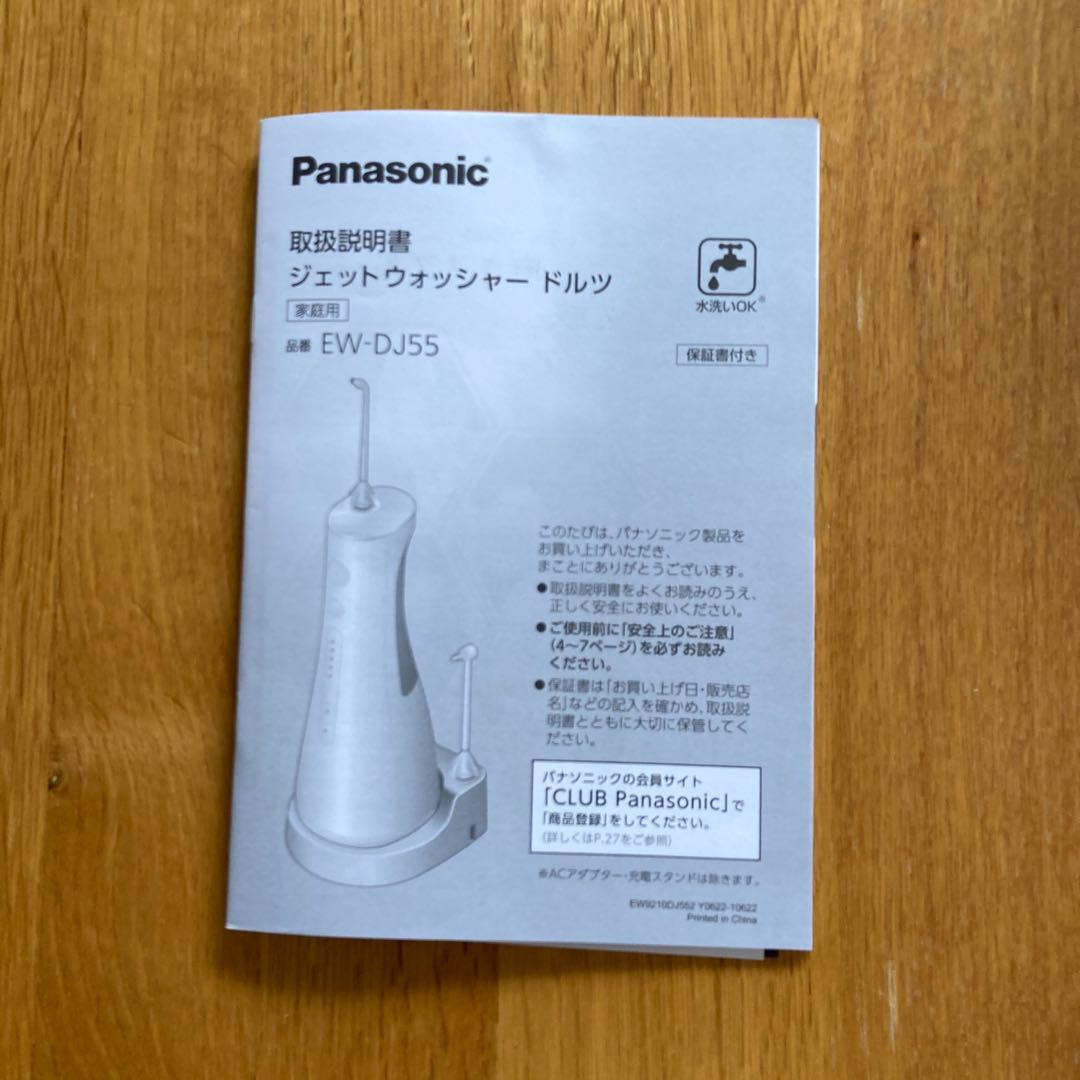 Panasonic®
取扱説明書
ジェットウォッシャー ドルツ
家庭用
品番 EW-DJ55
水洗いOK※
保証書付き
このたびは、パナソニック製品を
お買い上げいただき、
まことにありがとうございます。
●取扱説明書をよくお読みのうえ、
正しく安全にお使いください。
●ご使用前に「安全上のご注意」
(4~7ページ)を必ずお読み
ください。
●保証書は「お買い上げ日・販売店
名」などの記入を確かめ、取扱説
明書とともに大切に保管してく
ださい。
パナソニックの会員サイト
「CLUB Panasonic」で
「商品登録」をしてください。
(詳しくはP.27をご参照)
※ACアダプター・充電スタンドは除きます。
EW9210DJ552 Y0622-10622
Printed in China